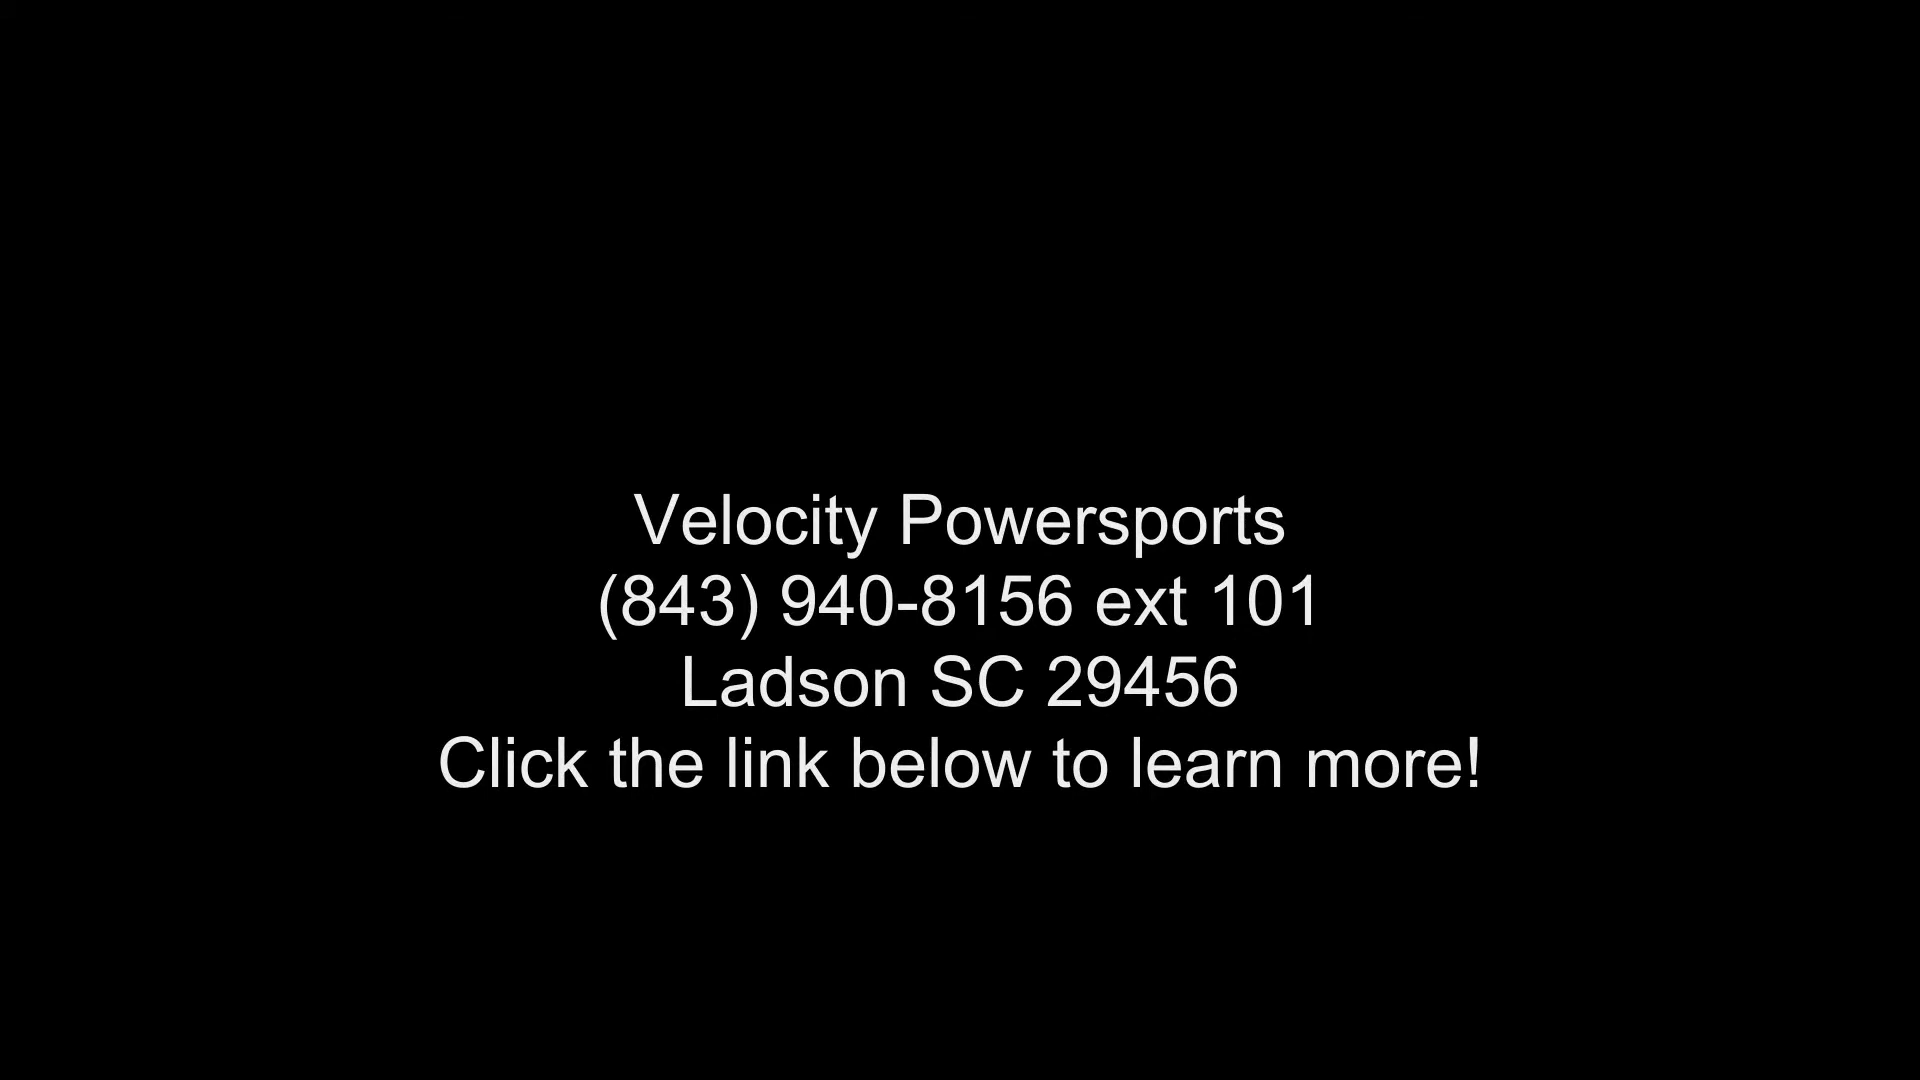 Velocity Powersports
(843) 940-8156 ext 101
Ladson SC 29456
Click the link below to learn more!